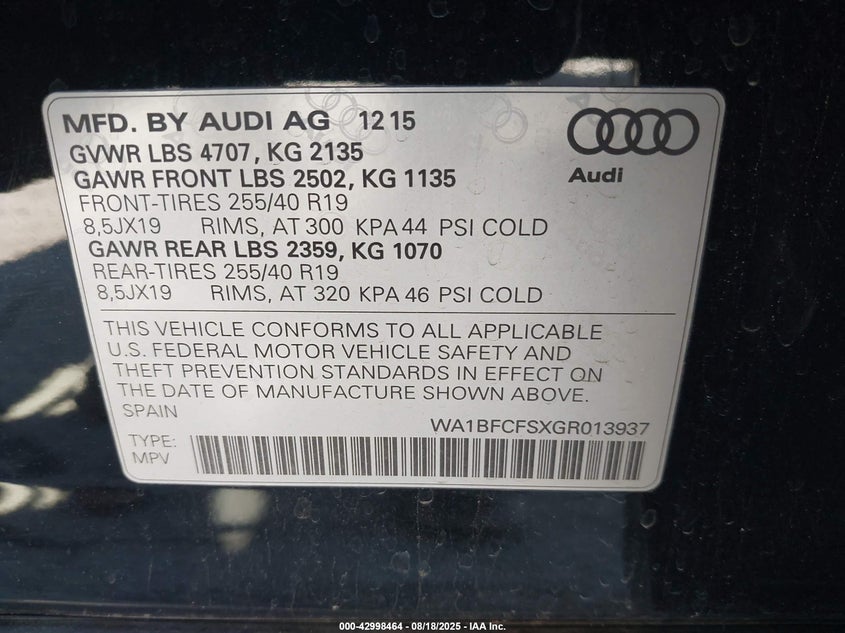 MFD. BY AUDI AG 12 15
GVWR LBS 4707, KG 2135
GAWR FRONT LBS 2502, KG 1135
FRONT-TIRES 255/40 R19
8,5JX19 RIMS, AT 300 KPA 44 PSI COLD
GAWR REAR LBS 2359, KG 1070
REAR-TIRES 255/40 R19
8,5JX19 RIMS, AT 320 KPA 46 PSI COLD
Audi
THIS VEHICLE CONFORMS TO ALL APPLICABLE
U.S. FEDERAL MOTOR VEHICLE SAFETY AND
THEFT PREVENTION STANDARDS IN EFFECT ON
THE DATE OF MANUFACTURE SHOWN ABOVE.
SPAIN
WA1BFCFSXGR013937
TYPE:
MPV
000-42998464 - 08/18/2025 - IAA Inc.